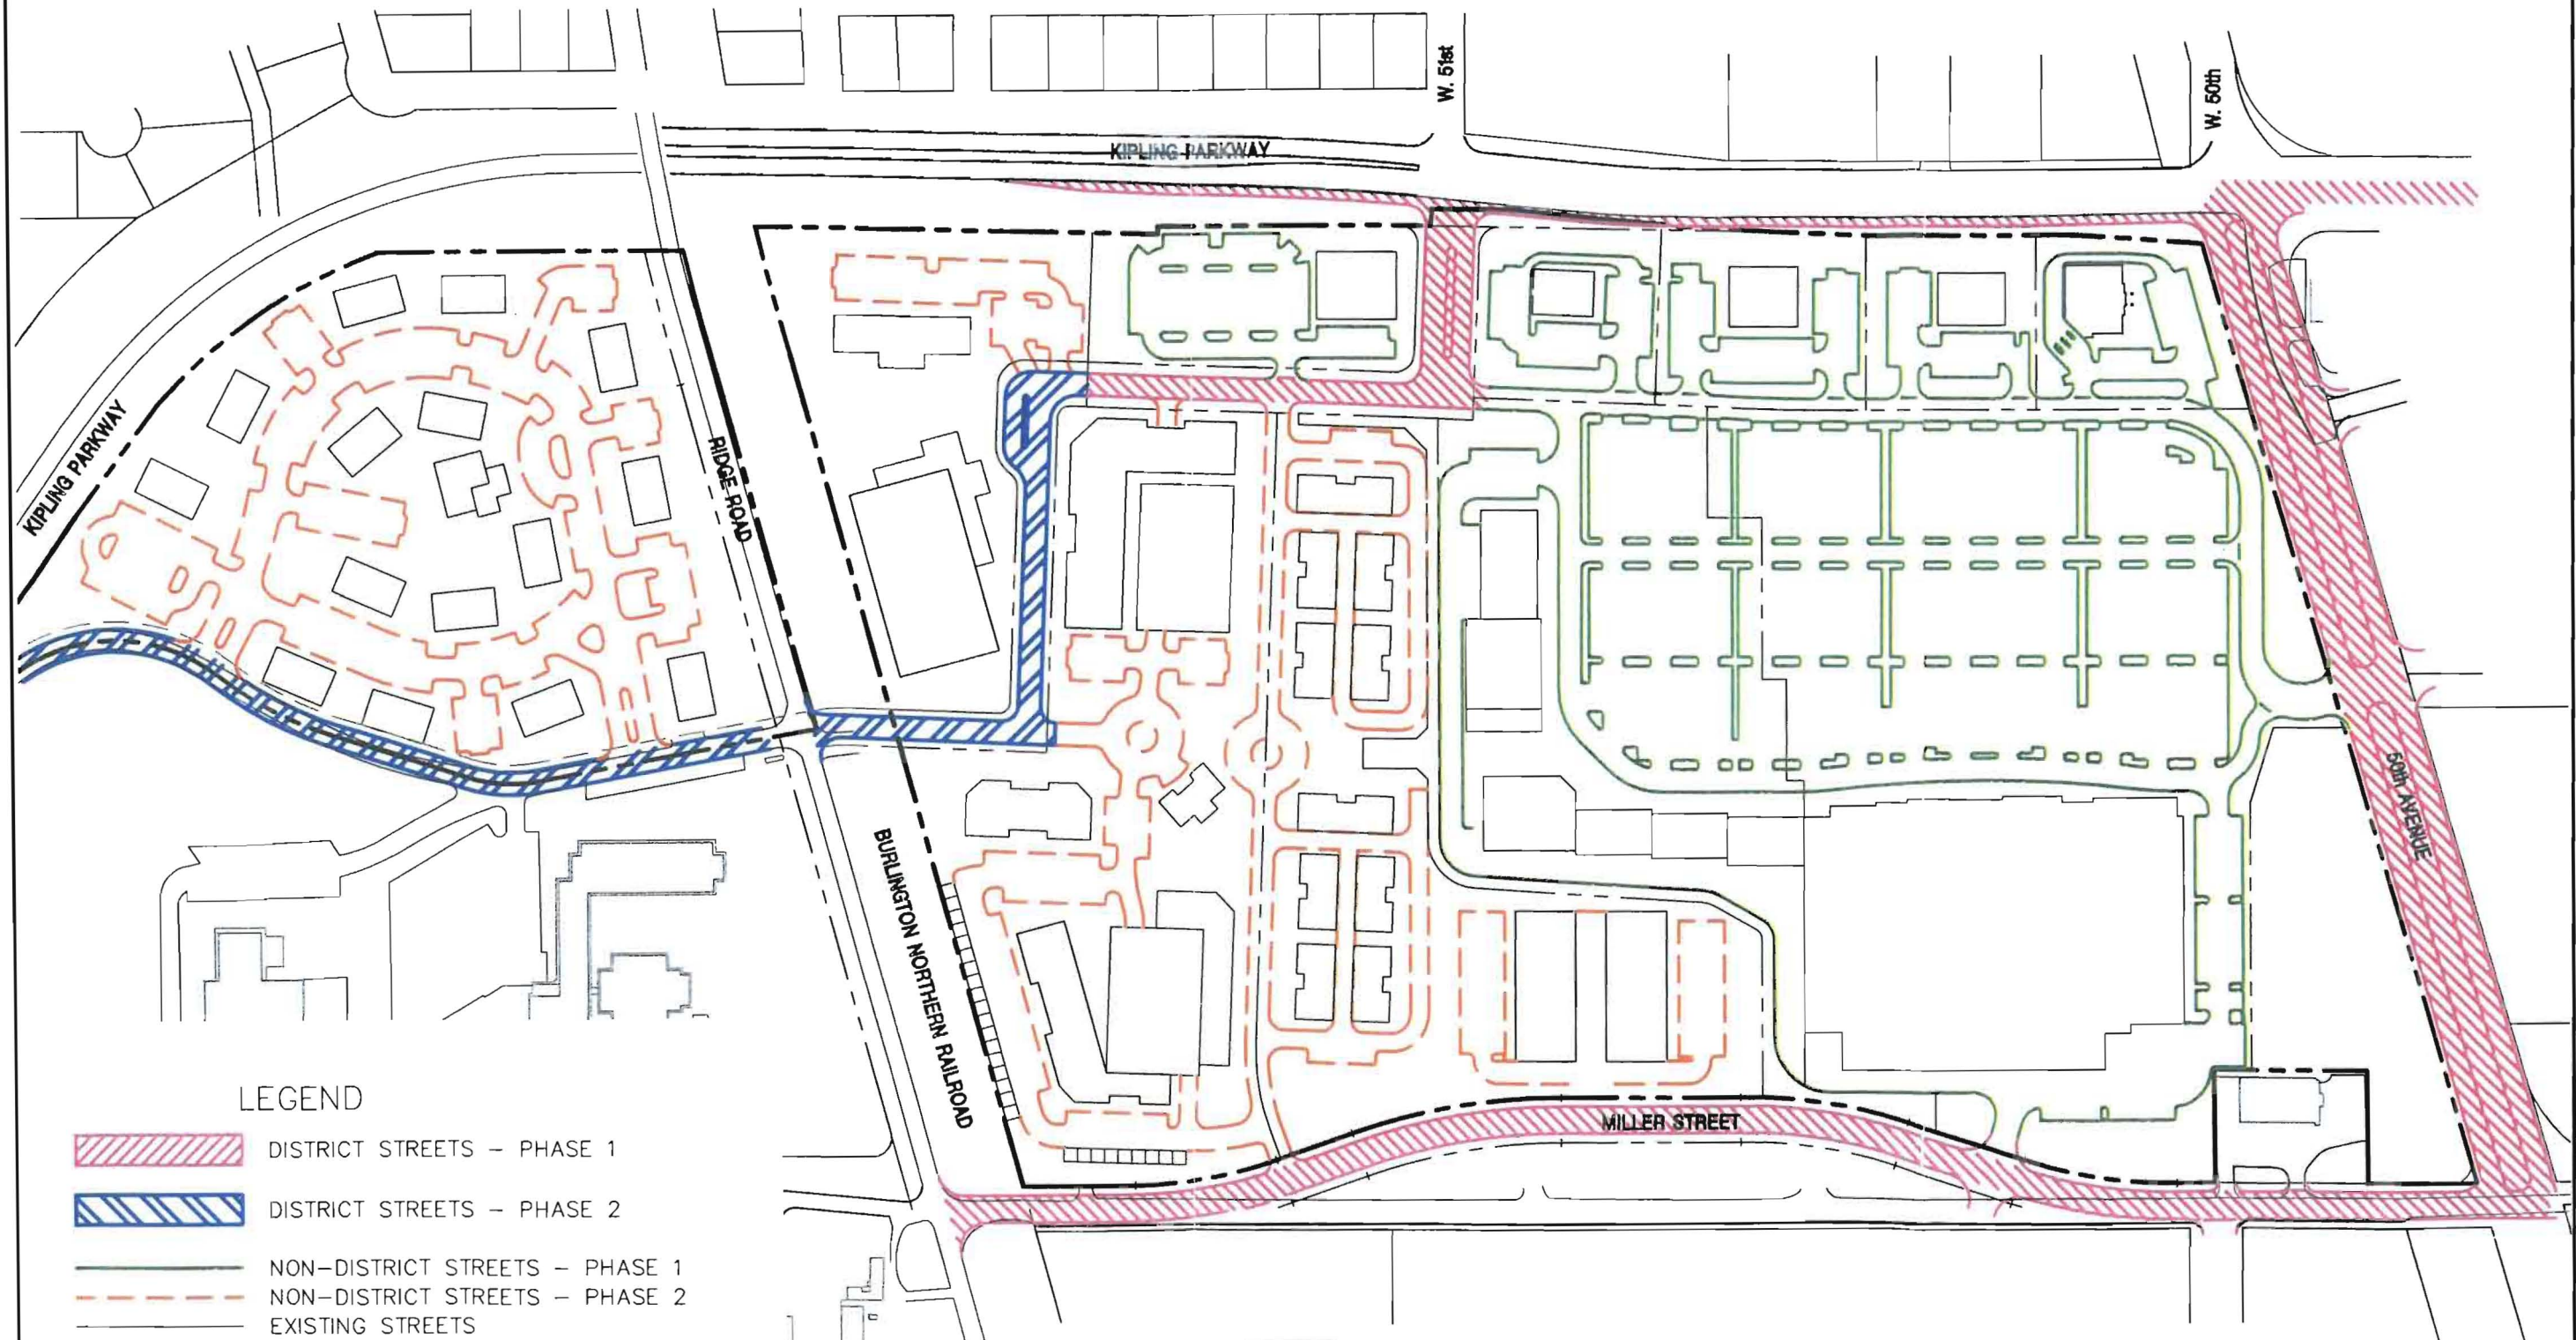 W. 51st
W. 50th
KIPLING PARKWAY
KIPLING PARKWAY
RIDGE ROAD
50th AVENUE
BURLINGTON NORTHERN RAILROAD
MILLER STREET
LEGEND
DISTRICT STREETS – PHASE 1
DISTRICT STREETS – PHASE 2
NON–DISTRICT STREETS – PHASE 1
NON–DISTRICT STREETS – PHASE 2
EXISTING STREETS